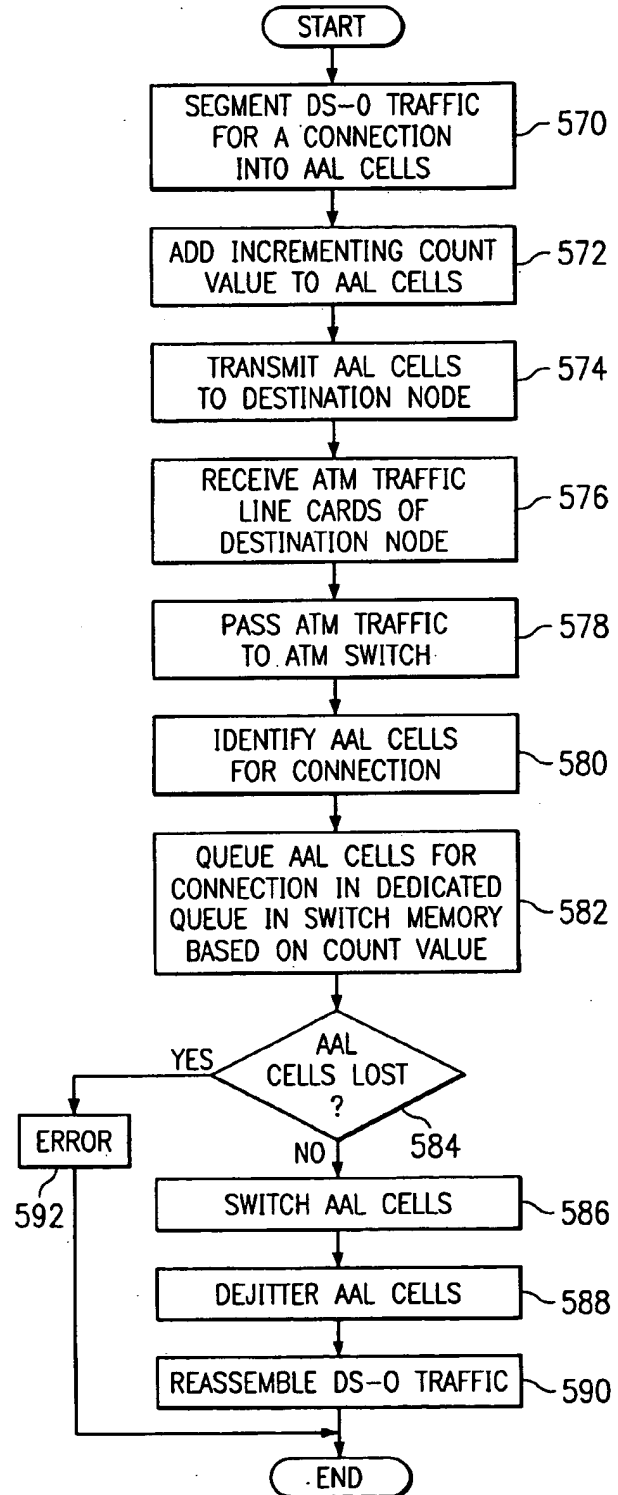 START
SEGMENT DS-0 TRAFFIC
FOR A CONNECTION
INTO AAL CELLS
570
ADD INCREMENTING COUNT
VALUE TO AAL CELLS
572
TRANSMIT AAL CELLS
TO DESTINATION NODE
574
RECEIVE ATM TRAFFIC
LINE CARDS OF
DESTINATION NODE
576
PASS ATM TRAFFIC
TO ATM SWITCH
578
IDENTIFY AAL CELLS
FOR CONNECTION
580
QUEUE AAL CELLS FOR
CONNECTION IN DEDICATED
QUEUE IN SWITCH MEMORY
BASED ON COUNT VALUE
582
AAL
CELLS LOST
?
584
YES
ERROR
592
NO
SWITCH AAL CELLS
586
DEJITTER AAL CELLS
588
REASSEMBLE DS-0 TRAFFIC
590
END